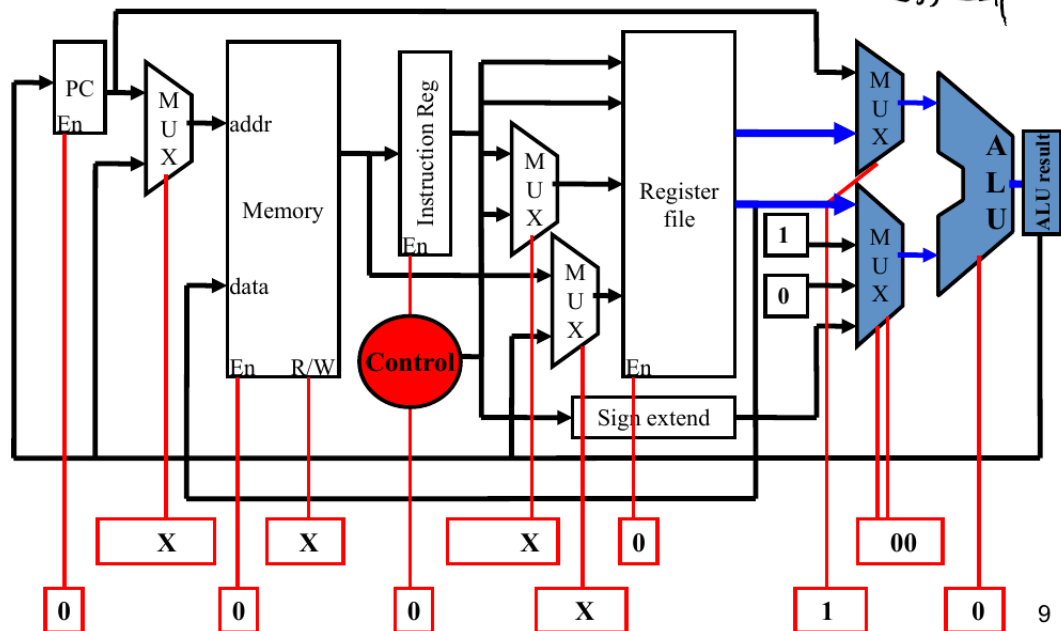 PC
En
M
U
X
addr
Memory
data
En
R/W
Instruction Reg
En
Control
M
U
X
M
U
X
Register
file
En
Sign extend
1
0
M
U
X
M
U
X
A
L
U
ALU result
X
X
X
0
00
0
0
0
X
1
0
9